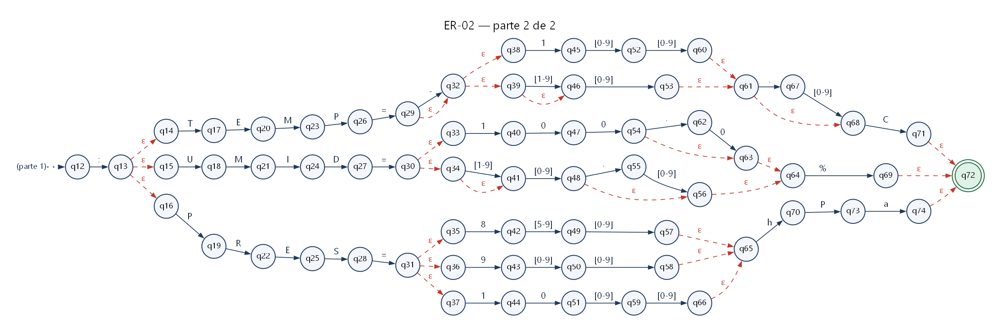 ER-02 — parte 2 de 2
q38 1 q45 [0-9] q52 [0-9] q60
ε ε
q32 ε q39 [1-9] q46 [0-9] q53 ε q61 . q67
ε [0-9]
- ε
q14 T q17 E q20 M q23 P q26 = q29
ε q68 C q71
q33 1 q40 0 q47 0 q54 . q62
ε 0
ε q63
ε ε ε
(parte 1) q12 : q13 ε q15 U q18 M q21 I q24 D q27 = q30 ε q34 [1-9] q41 [0-9] q48 . q55
[0-9]
q64 % q69 ε q72
ε ε ε q56 ε
ε ε
q16 P q19 R q22 E q25 S q28 = q31
ε q35 8 q42 [5-9] q49 [0-9] q57 ε
q65 h q70 P q73 a q74
ε q36 9 q43 [0-9] q50 [0-9] q58 ε
ε q37 1 q44 0 q51 [0-9] q59 [0-9] q66 ε